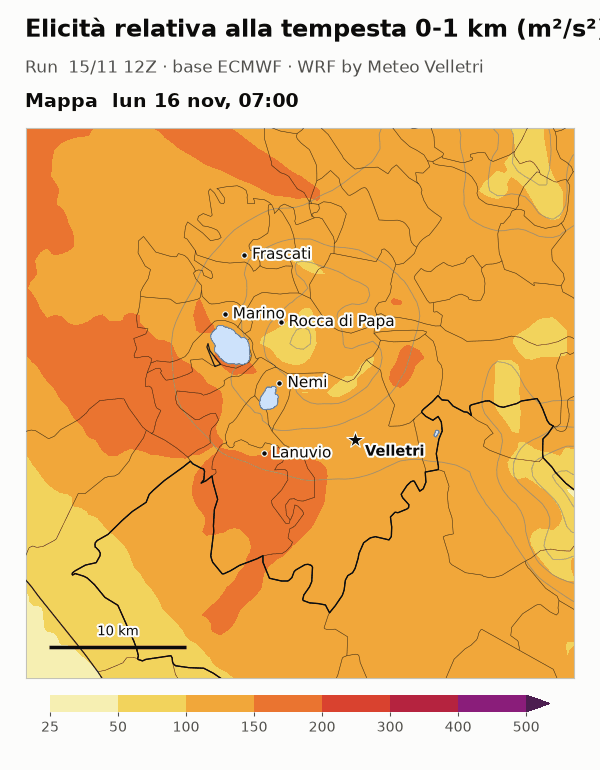 Elicità relativa alla tempesta 0-1 km (m²/s²)
Run 15/11 12Z · base ECMWF · WRF by Meteo Velletri
Mappa lun 16 nov, 07:00
Frascati
Marino
Rocca di Papa
Nemi
Velletri
Lanuvio
10 km
25 50 100 150 200 300 400 500